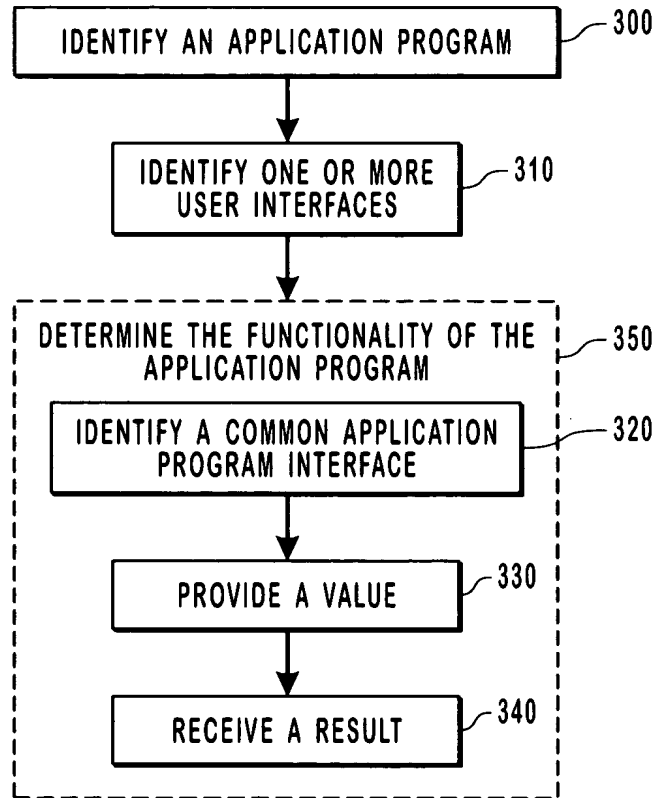 IDENTIFY AN APPLICATION PROGRAM
300
IDENTIFY ONE OR MORE
USER INTERFACES
310
DETERMINE THE FUNCTIONALITY OF THE
APPLICATION PROGRAM
350
IDENTIFY A COMMON APPLICATION
PROGRAM INTERFACE
320
PROVIDE A VALUE
330
RECEIVE A RESULT
340